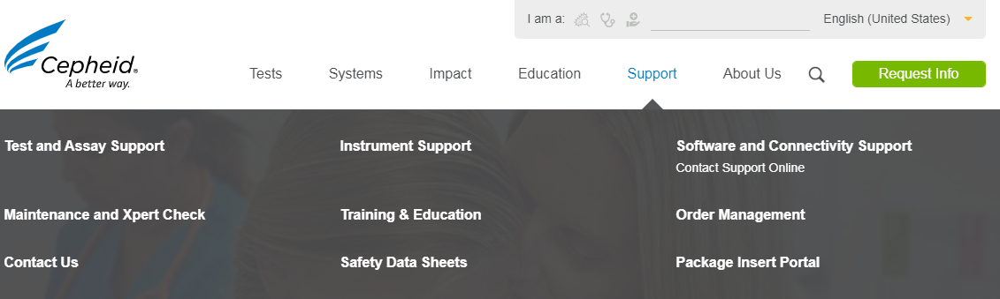 I am a:
English (United States)
Cepheid®
A better way.
Tests
Systems
Impact
Education
Support
About Us
Request Info
Test and Assay Support
Instrument Support
Software and Connectivity Support
Contact Support Online
Maintenance and Xpert Check
Training & Education
Order Management
Contact Us
Safety Data Sheets
Package Insert Portal